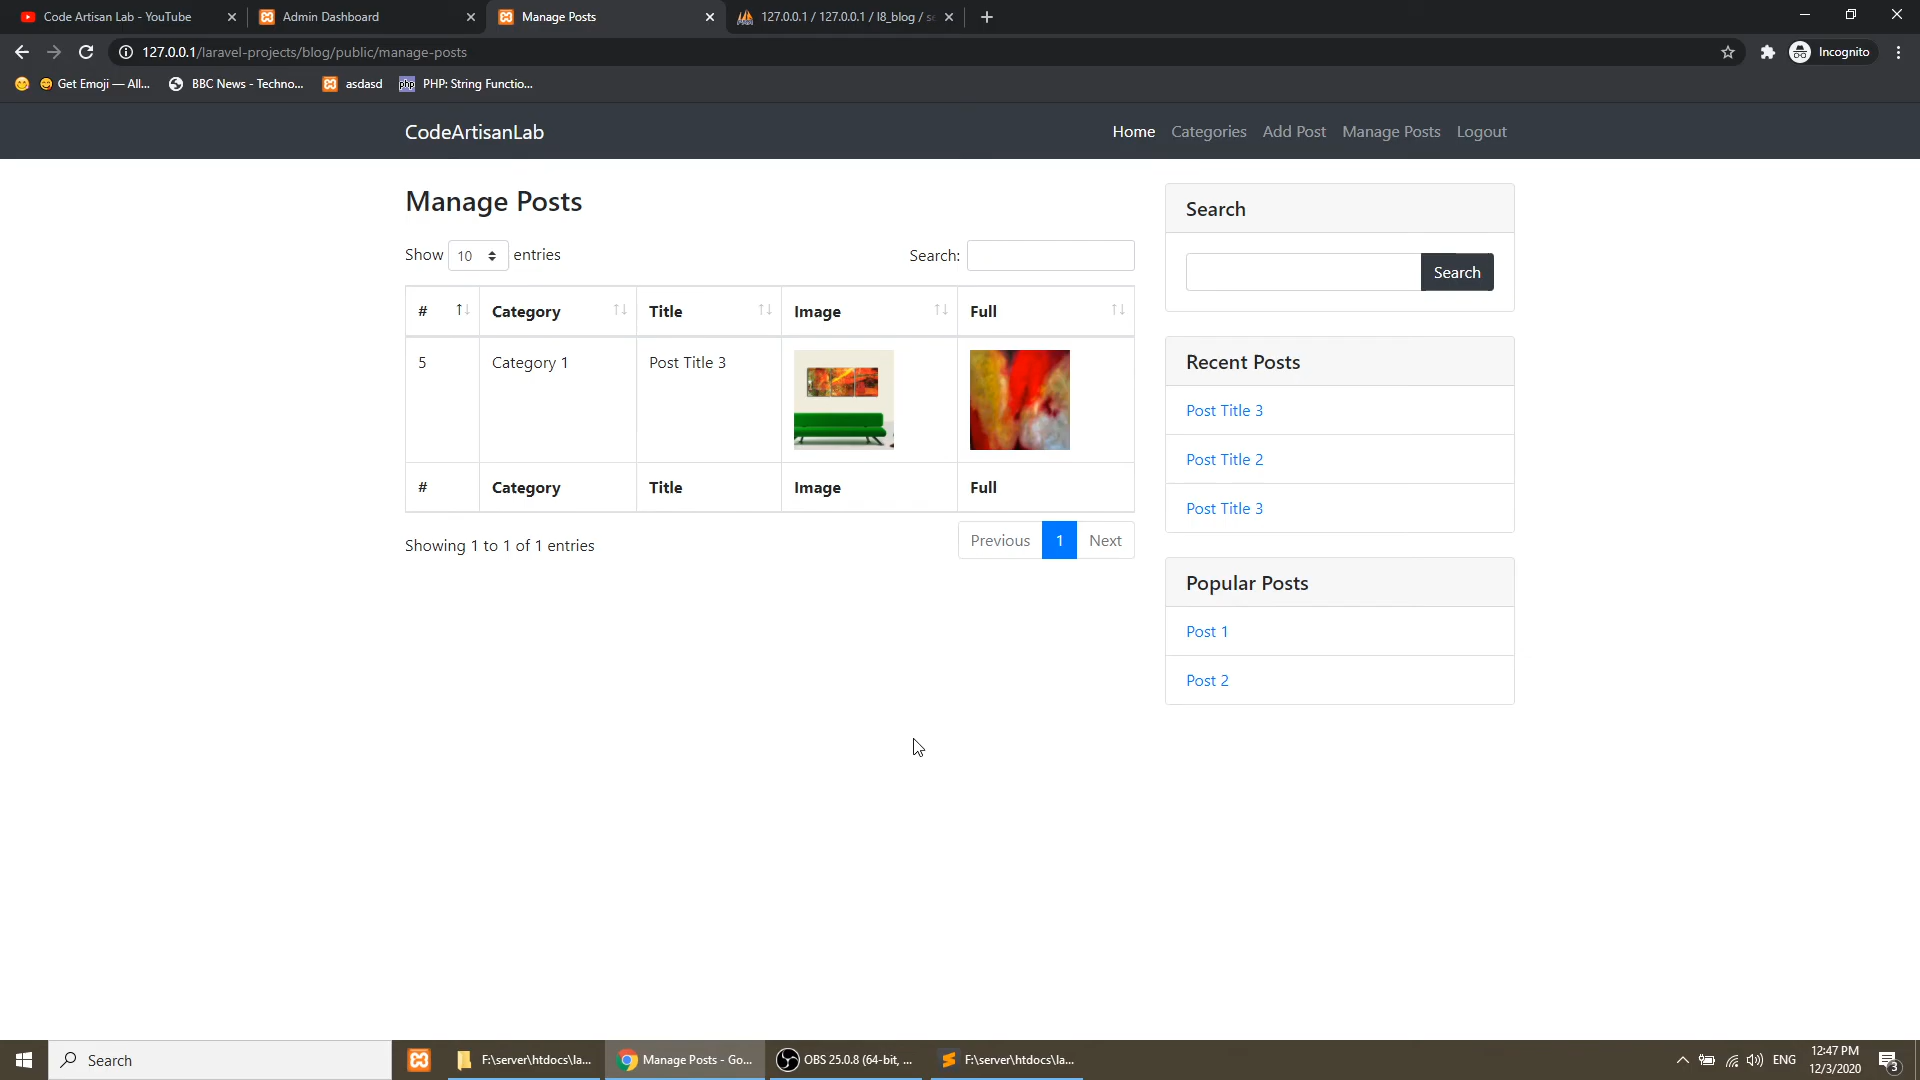 Code Artisan Lab - YouTube
Admin Dashboard
Manage Posts
127.0.0.1 / 127.0.0.1 / l8_blog / se
127.0.0.1/laravel-projects/blog/public/manage-posts
Incognito
Get Emoji — All...
BBC News - Techno...
asdasd
php
PHP: String Functio...
CodeArtisanLab
Home
Categories
Add Post
Manage Posts
Logout
Manage Posts
Show 10 entries
Search:
# Category Title Image Full
5 Category 1 Post Title 3
# Category Title Image Full
Showing 1 to 1 of 1 entries
Previous 1 Next
Search
Search
Recent Posts
Post Title 3
Post Title 2
Post Title 3
Popular Posts
Post 1
Post 2
Search
F:\server\htdocs\la...
Manage Posts - Go...
OBS 25.0.8 (64-bit, ...
F:\server\htdocs\la...
ENG
12:47 PM
12/3/2020
3